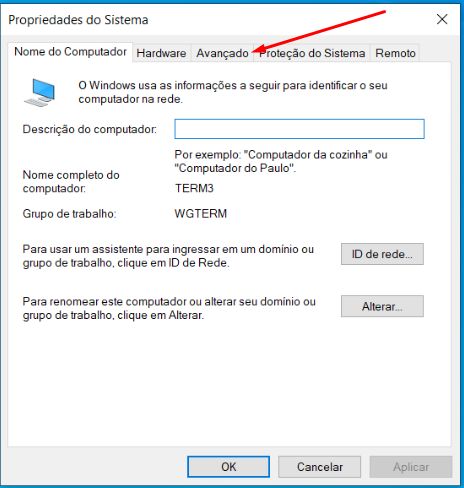 Propriedades do Sistema
Nome do Computador Hardware Avançado Proteção do Sistema Remoto
O Windows usa as informações a seguir para identificar o seu
computador na rede.
Descrição do computador:
Por exemplo: "Computador da cozinha" ou
"Computador do Paulo".
Nome completo do
computador:
TERM3
Grupo de trabalho: WGTERM
Para usar um assistente para ingressar em um domínio ou
grupo de trabalho, clique em ID de Rede.
ID de rede...
Para renomear este computador ou alterar seu domínio ou
grupo de trabalho, clique em Alterar.
Alterar...
OK Cancelar Aplicar